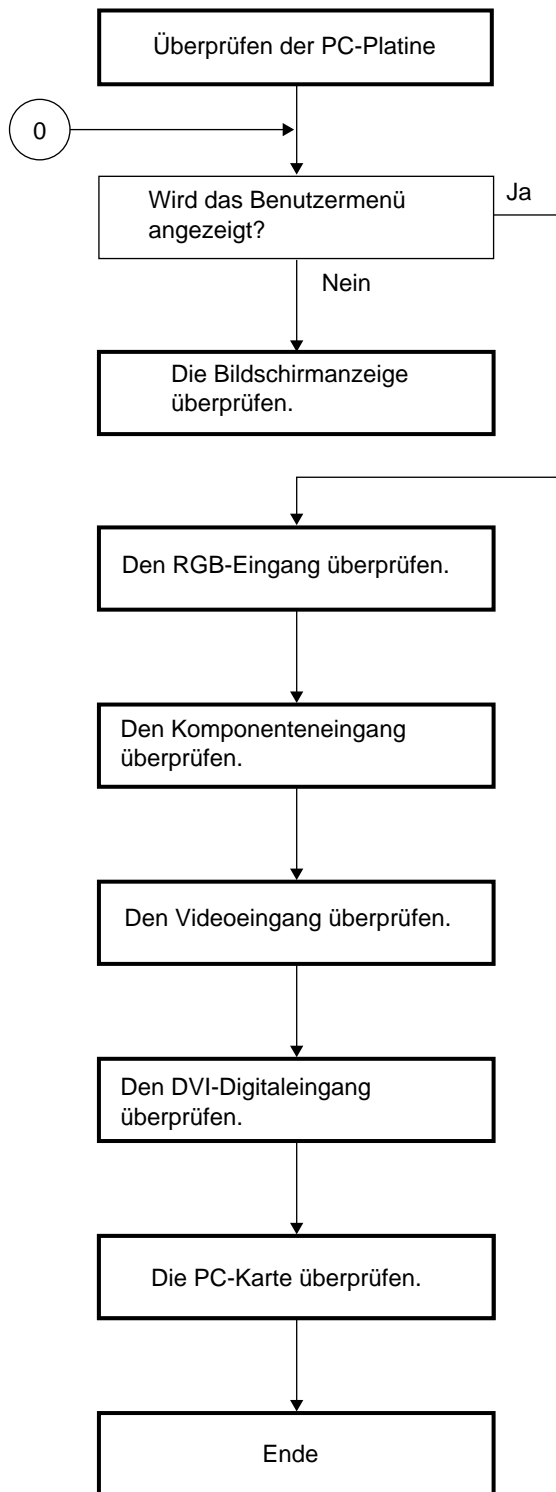 Überprüfen der PC-Platine
0
Wird das Benutzermenü
angezeigt?
Ja
Nein
Die Bildschirmanzeige
überprüfen.
Den RGB-Eingang überprüfen.
Den Komponenteneingang
überprüfen.
Den Videoeingang überprüfen.
Den DVI-Digitaleingang
überprüfen.
Die PC-Karte überprüfen.
Ende